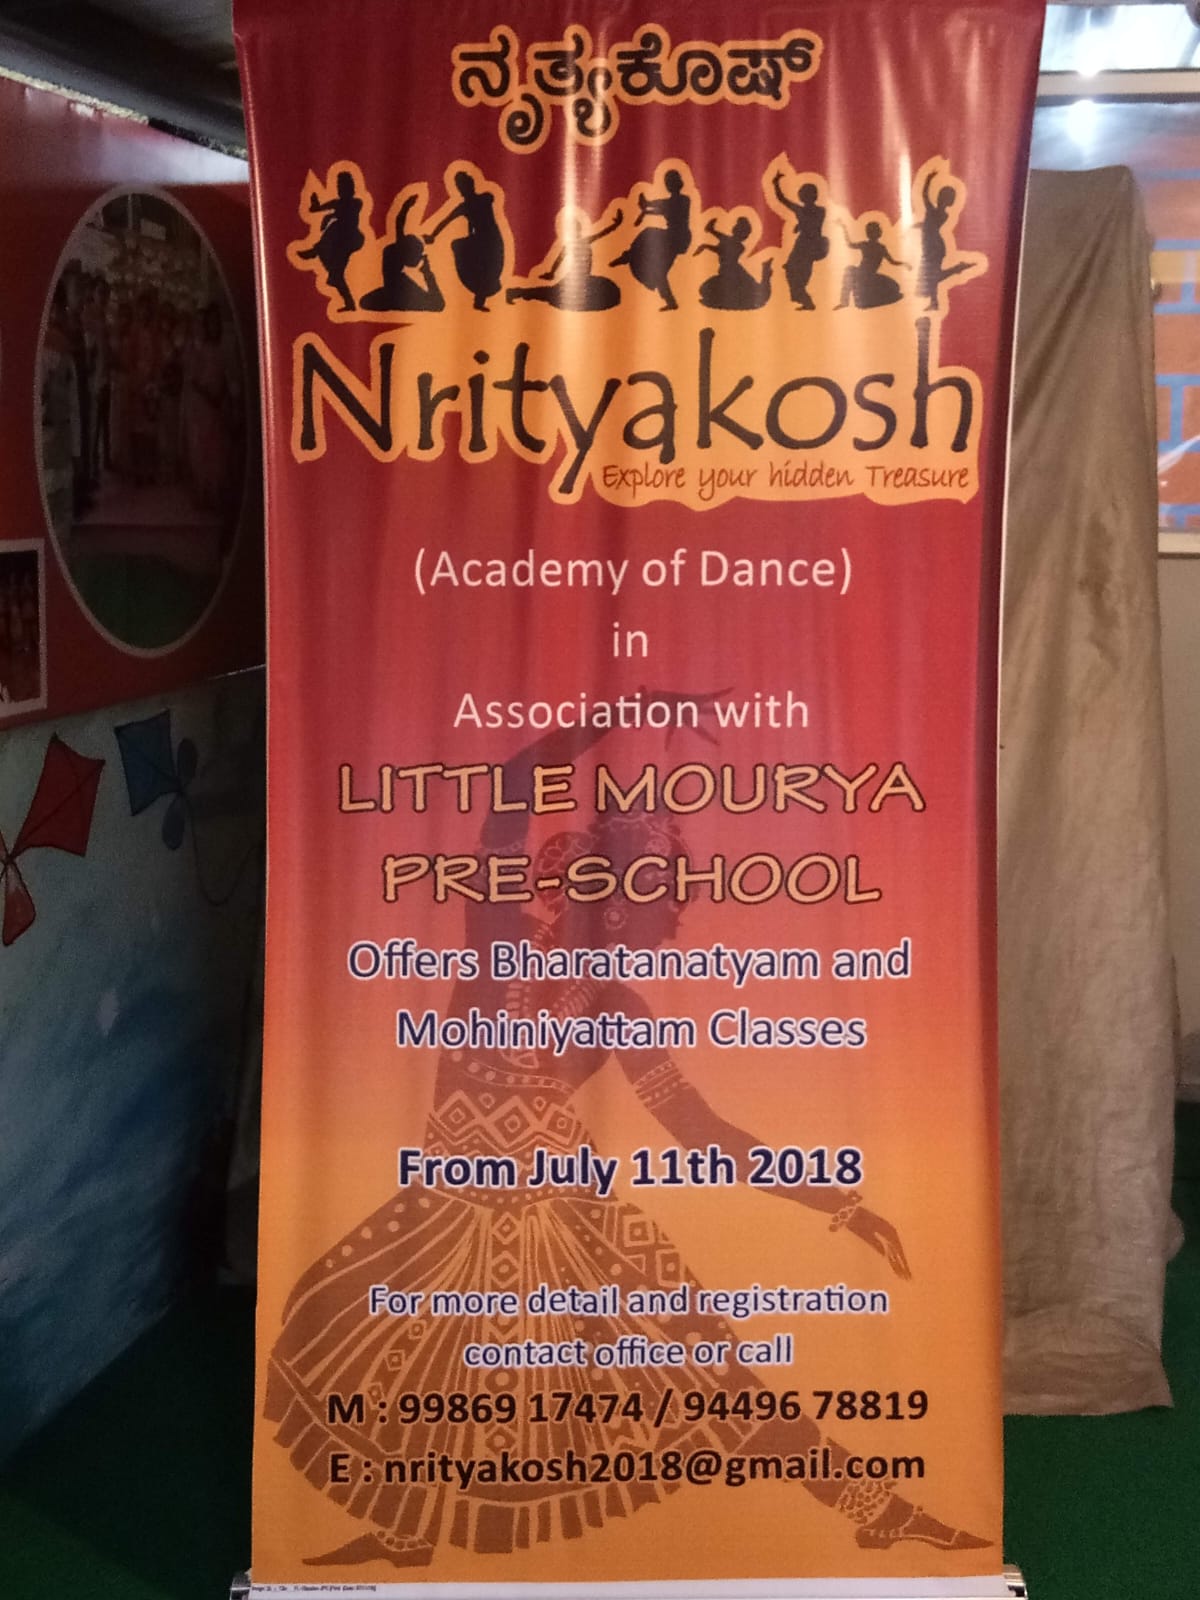 ನೃತ್ಯಕೋಷ್
Nrityakosh
Explore your hidden Treasure
(Academy of Dance)
in
Association with
LITTLE MOURYA
PRE-SCHOOL
Offers Bharatanatyam and
Mohiniyattam Classes
From July 11th 2018
For more detail and registration
contact office or call
M : 99869 17474 / 94496 78819
E : nrityakosh2018@gmail.com